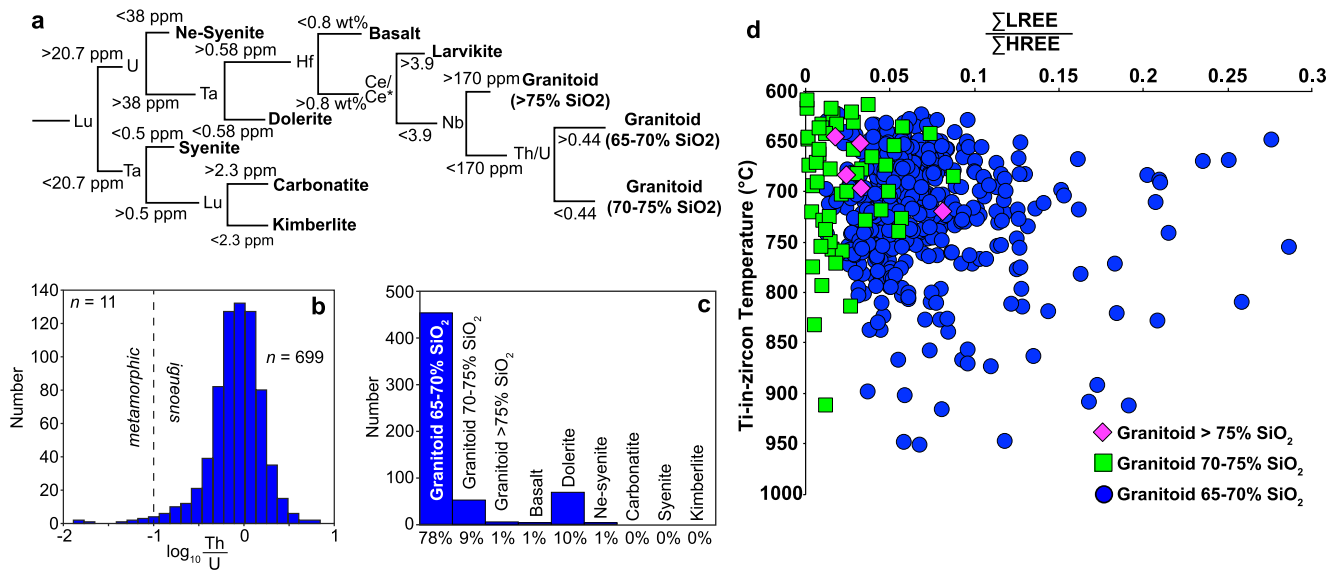 a
<38 ppm
Ne-Syenite
<0.8 wt%
Basalt
Larvikite
>20.7 ppm
U
>0.58 ppm
Hf
>3.9
>170 ppm
Granitoid
(>75% SiO2)
>38 ppm
Ta
>0.8 wt%
Ce/
Ce*
Lu
<0.58 ppm
Dolerite
<3.9
Nb
<0.5 ppm
Syenite
>0.44
Granitoid
(65-70% SiO2)
<20.7 ppm
Ta
>2.3 ppm
Carbonatite
<170 ppm
Th/U
>0.5 ppm
Lu
Kimberlite
<2.3 ppm
<0.44
Granitoid
(70-75% SiO2)
b
n = 11
n = 699
metamorphic
igneous
Number
140
120
100
80
60
40
20
0
-2
-1
0
1
log10 Th
U
c
Number
500
400
300
200
100
0
Granitoid 65-70% SiO2
Granitoid 70-75% SiO2
Granitoid >75% SiO2
Basalt
Dolerite
Ne-syenite
Carbonatite
Syenite
Kimberlite
78% 9% 1% 1% 10% 1% 0% 0% 0%
d
∑LREE
∑HREE
0 0.05 0.1 0.15 0.2 0.25 0.3
Ti-in-zircon Temperature (°C)
600
650
700
750
800
850
900
950
1000
Granitoid > 75% SiO2
Granitoid 70-75% SiO2
Granitoid 65-70% SiO2